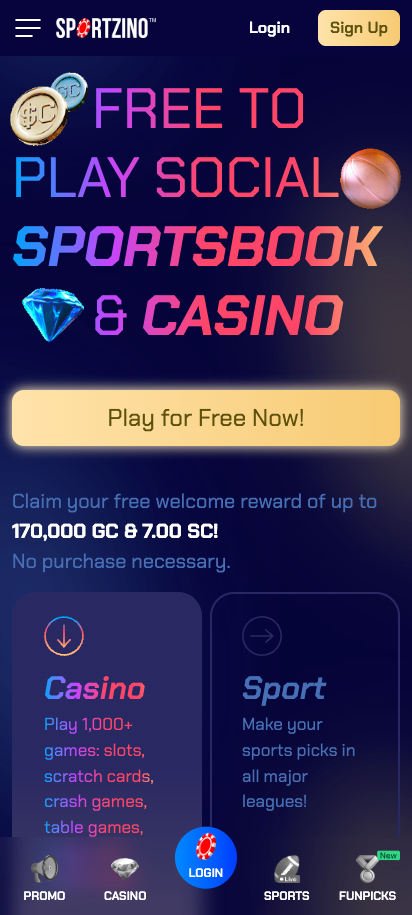 SPORTZINO™
Login
Sign Up
GC
$C
FREE TO
PLAY SOCIAL
SPORTSBOOK
& CASINO
Play for Free Now!
Claim your free welcome reward of up to
170,000 GC & 7.00 SC!
No purchase necessary.
Casino
Play 1,000+
games: slots,
scratch cards,
crash games,
table games,
Sport
Make your
sports picks in
all major
leagues!
PROMO
CASINO
LOGIN
Live
SPORTS
New
FUNPICKS